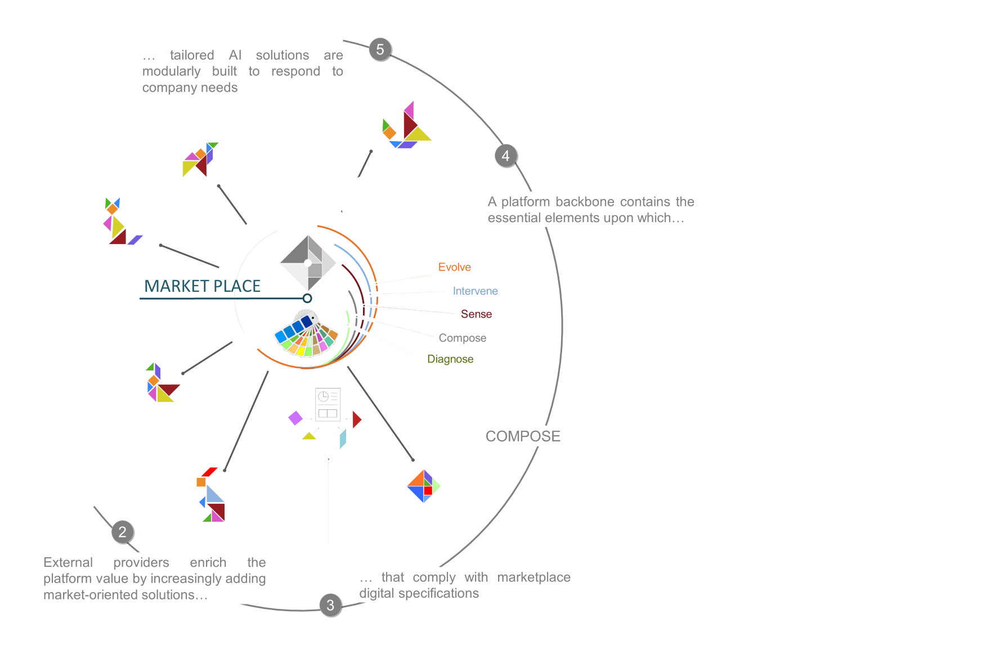 5
… tailored AI solutions are
modularly built to respond to
company needs
4
A platform backbone contains the
essential elements upon which…
Evolve
MARKET PLACE
Intervene
Sense
Compose
Diagnose
COMPOSE
2
External providers enrich the
platform value by increasingly adding
market-oriented solutions…
… that comply with marketplace
digital specifications
3